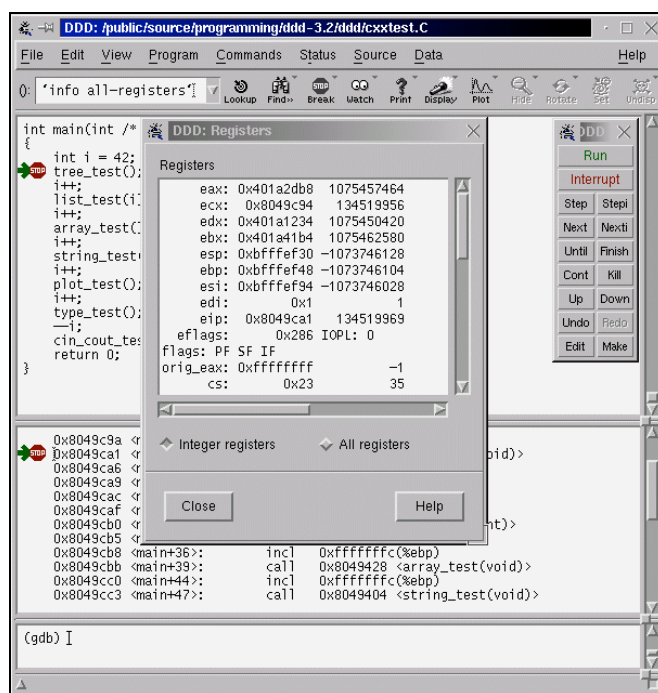 DDD: /public/source/programming/ddd-3.2/ddd/cxxtest.C
File Edit View Program Commands Status Source Data Help
(): 'info all-registers'
Lookup Find» Break Watch Print Display Plot Hide Rotate Set Undisp
int main(int /*
{
int i = 42;
tree_test();
i++;
list_test(i
i++;
array_test()
i++;
string_test(
i++;
plot_test();
i++;
type_test();
--i;
cin_cout_tes
return 0;
}
DDD: Registers
Registers
eax: 0x401a2db8 1075457464
ecx: 0x8049c94 134519956
edx: 0x401a1234 1075450420
ebx: 0x401a41b4 1075462580
esp: 0xbfffef30 -1073746128
ebp: 0xbfffef48 -1073746104
esi: 0xbfffef94 -1073746028
edi: 0x1 1
eip: 0x8049ca1 134519969
eflags: 0x286 IOPL: 0
flags: PF SF IF
orig_eax: 0xffffffff -1
cs: 0x23 35
Integer registers All registers
Close Help
DDD
Run
Interrupt
Step Stepi
Next Nexti
Until Finish
Cont Kill
Up Down
Undo Redo
Edit Make
0x8049c9a <
0x8049ca1 < oid)>
0x8049ca6 <
0x8049ca9 <
0x8049cac <
0x8049caf <
0x8049cb0 < nt)>
0x8049cb5 <
0x8049cb8 <main+36>: incl 0xfffffffc(%ebp)
0x8049cbb <main+39>: call 0x8049428 <array_test(void)>
0x8049cc0 <main+44>: incl 0xfffffffc(%ebp)
0x8049cc3 <main+47>: call 0x8049404 <string_test(void)>
(gdb)